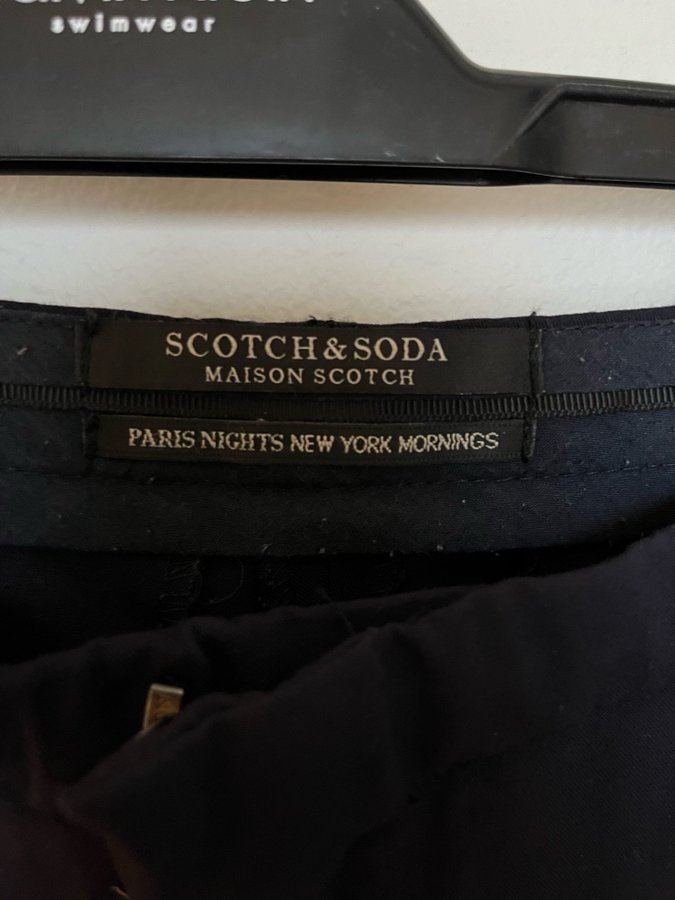 swimwear
SCOTCH & SODA
MAISON SCOTCH
PARIS NIGHTS NEW YORK MORNINGS